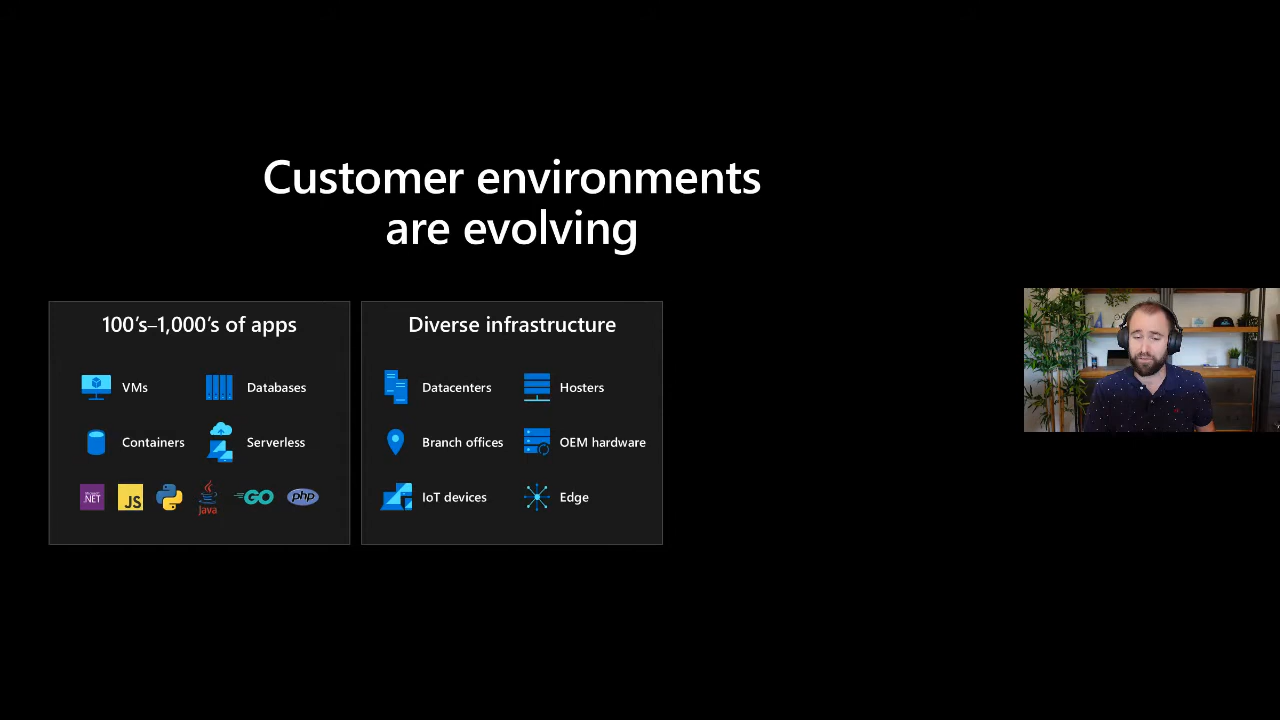 Customer environments
are evolving
100's–1,000's of apps
VMs
Databases
Containers
Serverless
.NET
JS
Java
GO
php
Diverse infrastructure
Datacenters
Hosters
Branch offices
OEM hardware
IoT devices
Edge